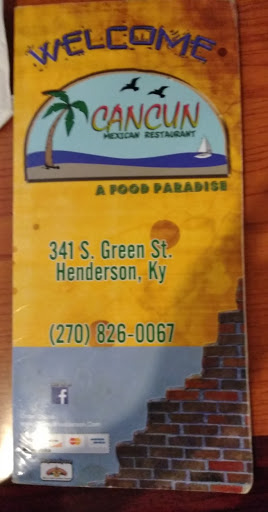 WELCOME
CANCUN
MEXICAN RESTAURANT
A FOOD PARADISE
341 S. Green St.
Henderson, Ky
(270) 826-0067
f